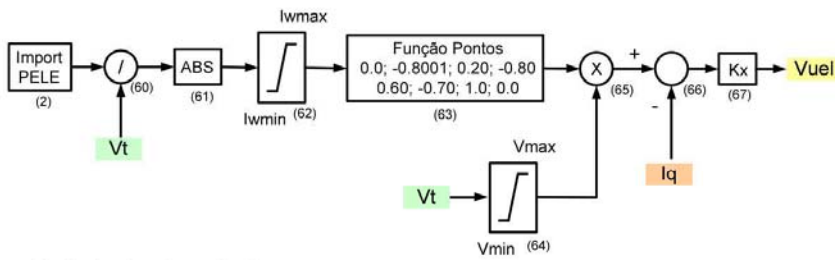 Iwmax
Import
PELE
(2)
/
(60)
ABS
(61)
Iwmin
(62)
Função Pontos
0.0; -0.8001; 0.20; -0.80
0.60; -0.70; 1.0; 0.0
(63)
X
(65)
+
-
(66)
Kx
(67)
Vuel
Vt
Vmax
Vt
Vmin
(64)
Iq